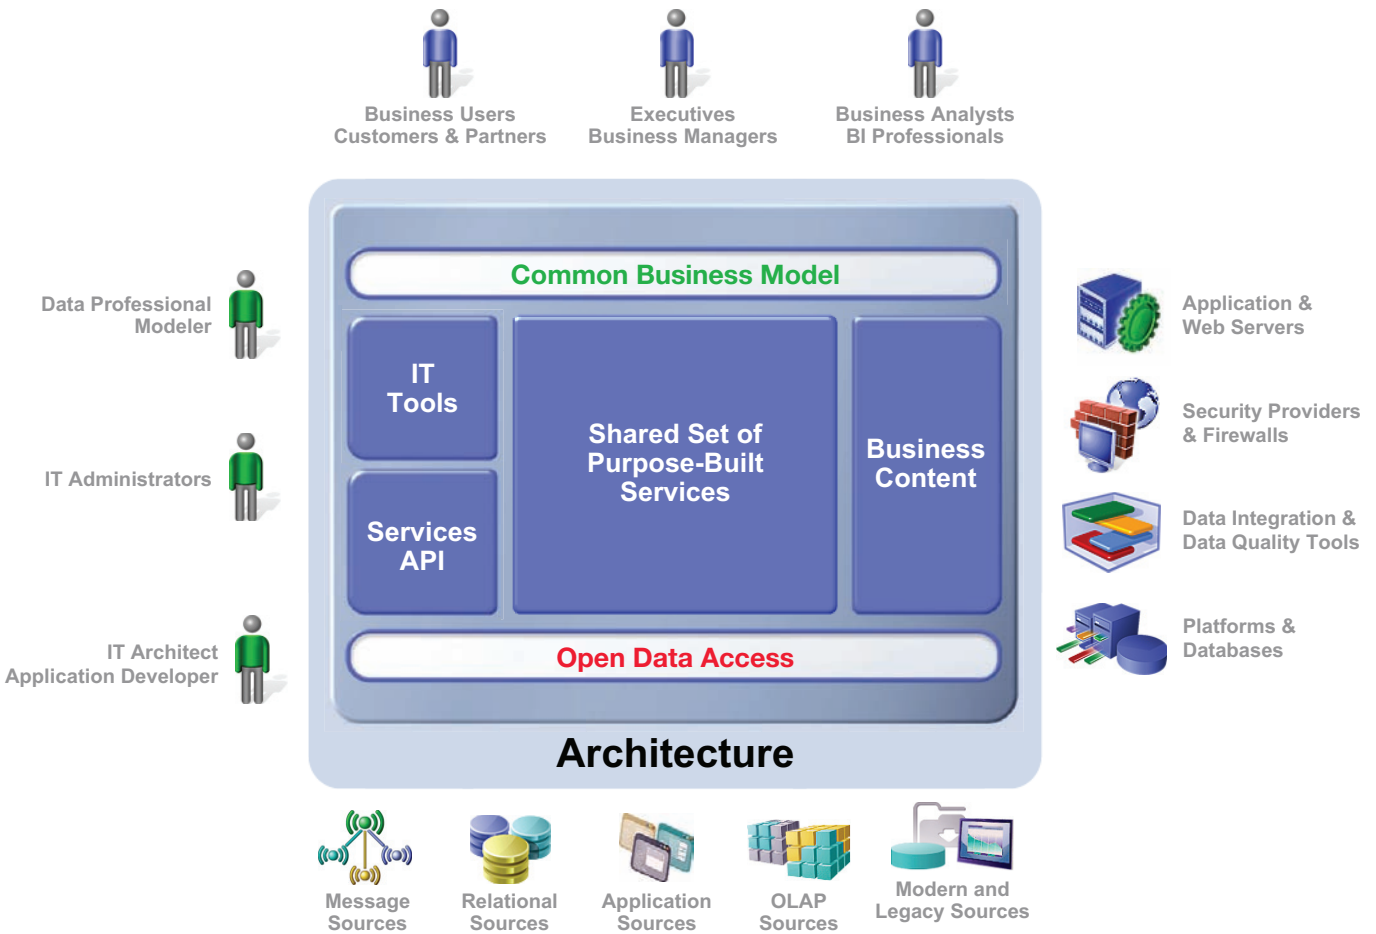 Business Users
Customers & Partners
Executives
Business Managers
Business Analysts
BI Professionals
Data Professional
Modeler
IT Administrators
IT Architect
Application Developer
Common Business Model
IT
Tools
Services
API
Shared Set of
Purpose-Built
Services
Business
Content
Open Data Access
Architecture
Application &
Web Servers
Security Providers
& Firewalls
Data Integration &
Data Quality Tools
Platforms &
Databases
Message
Sources
Relational
Sources
Application
Sources
OLAP
Sources
Modern and
Legacy Sources